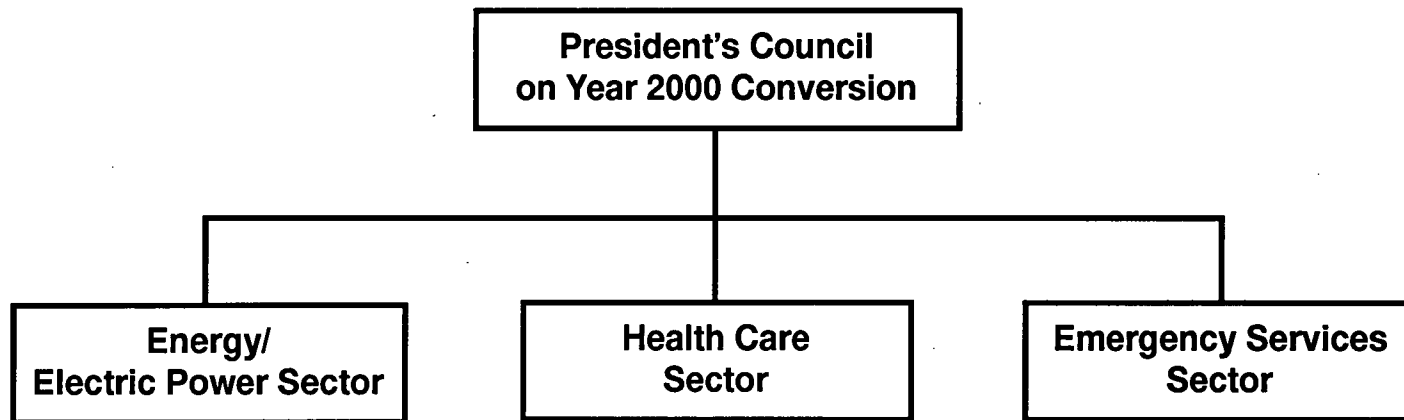 President's Council
on Year 2000 Conversion
Energy/
Electric Power Sector
Health Care
Sector
Emergency Services
Sector